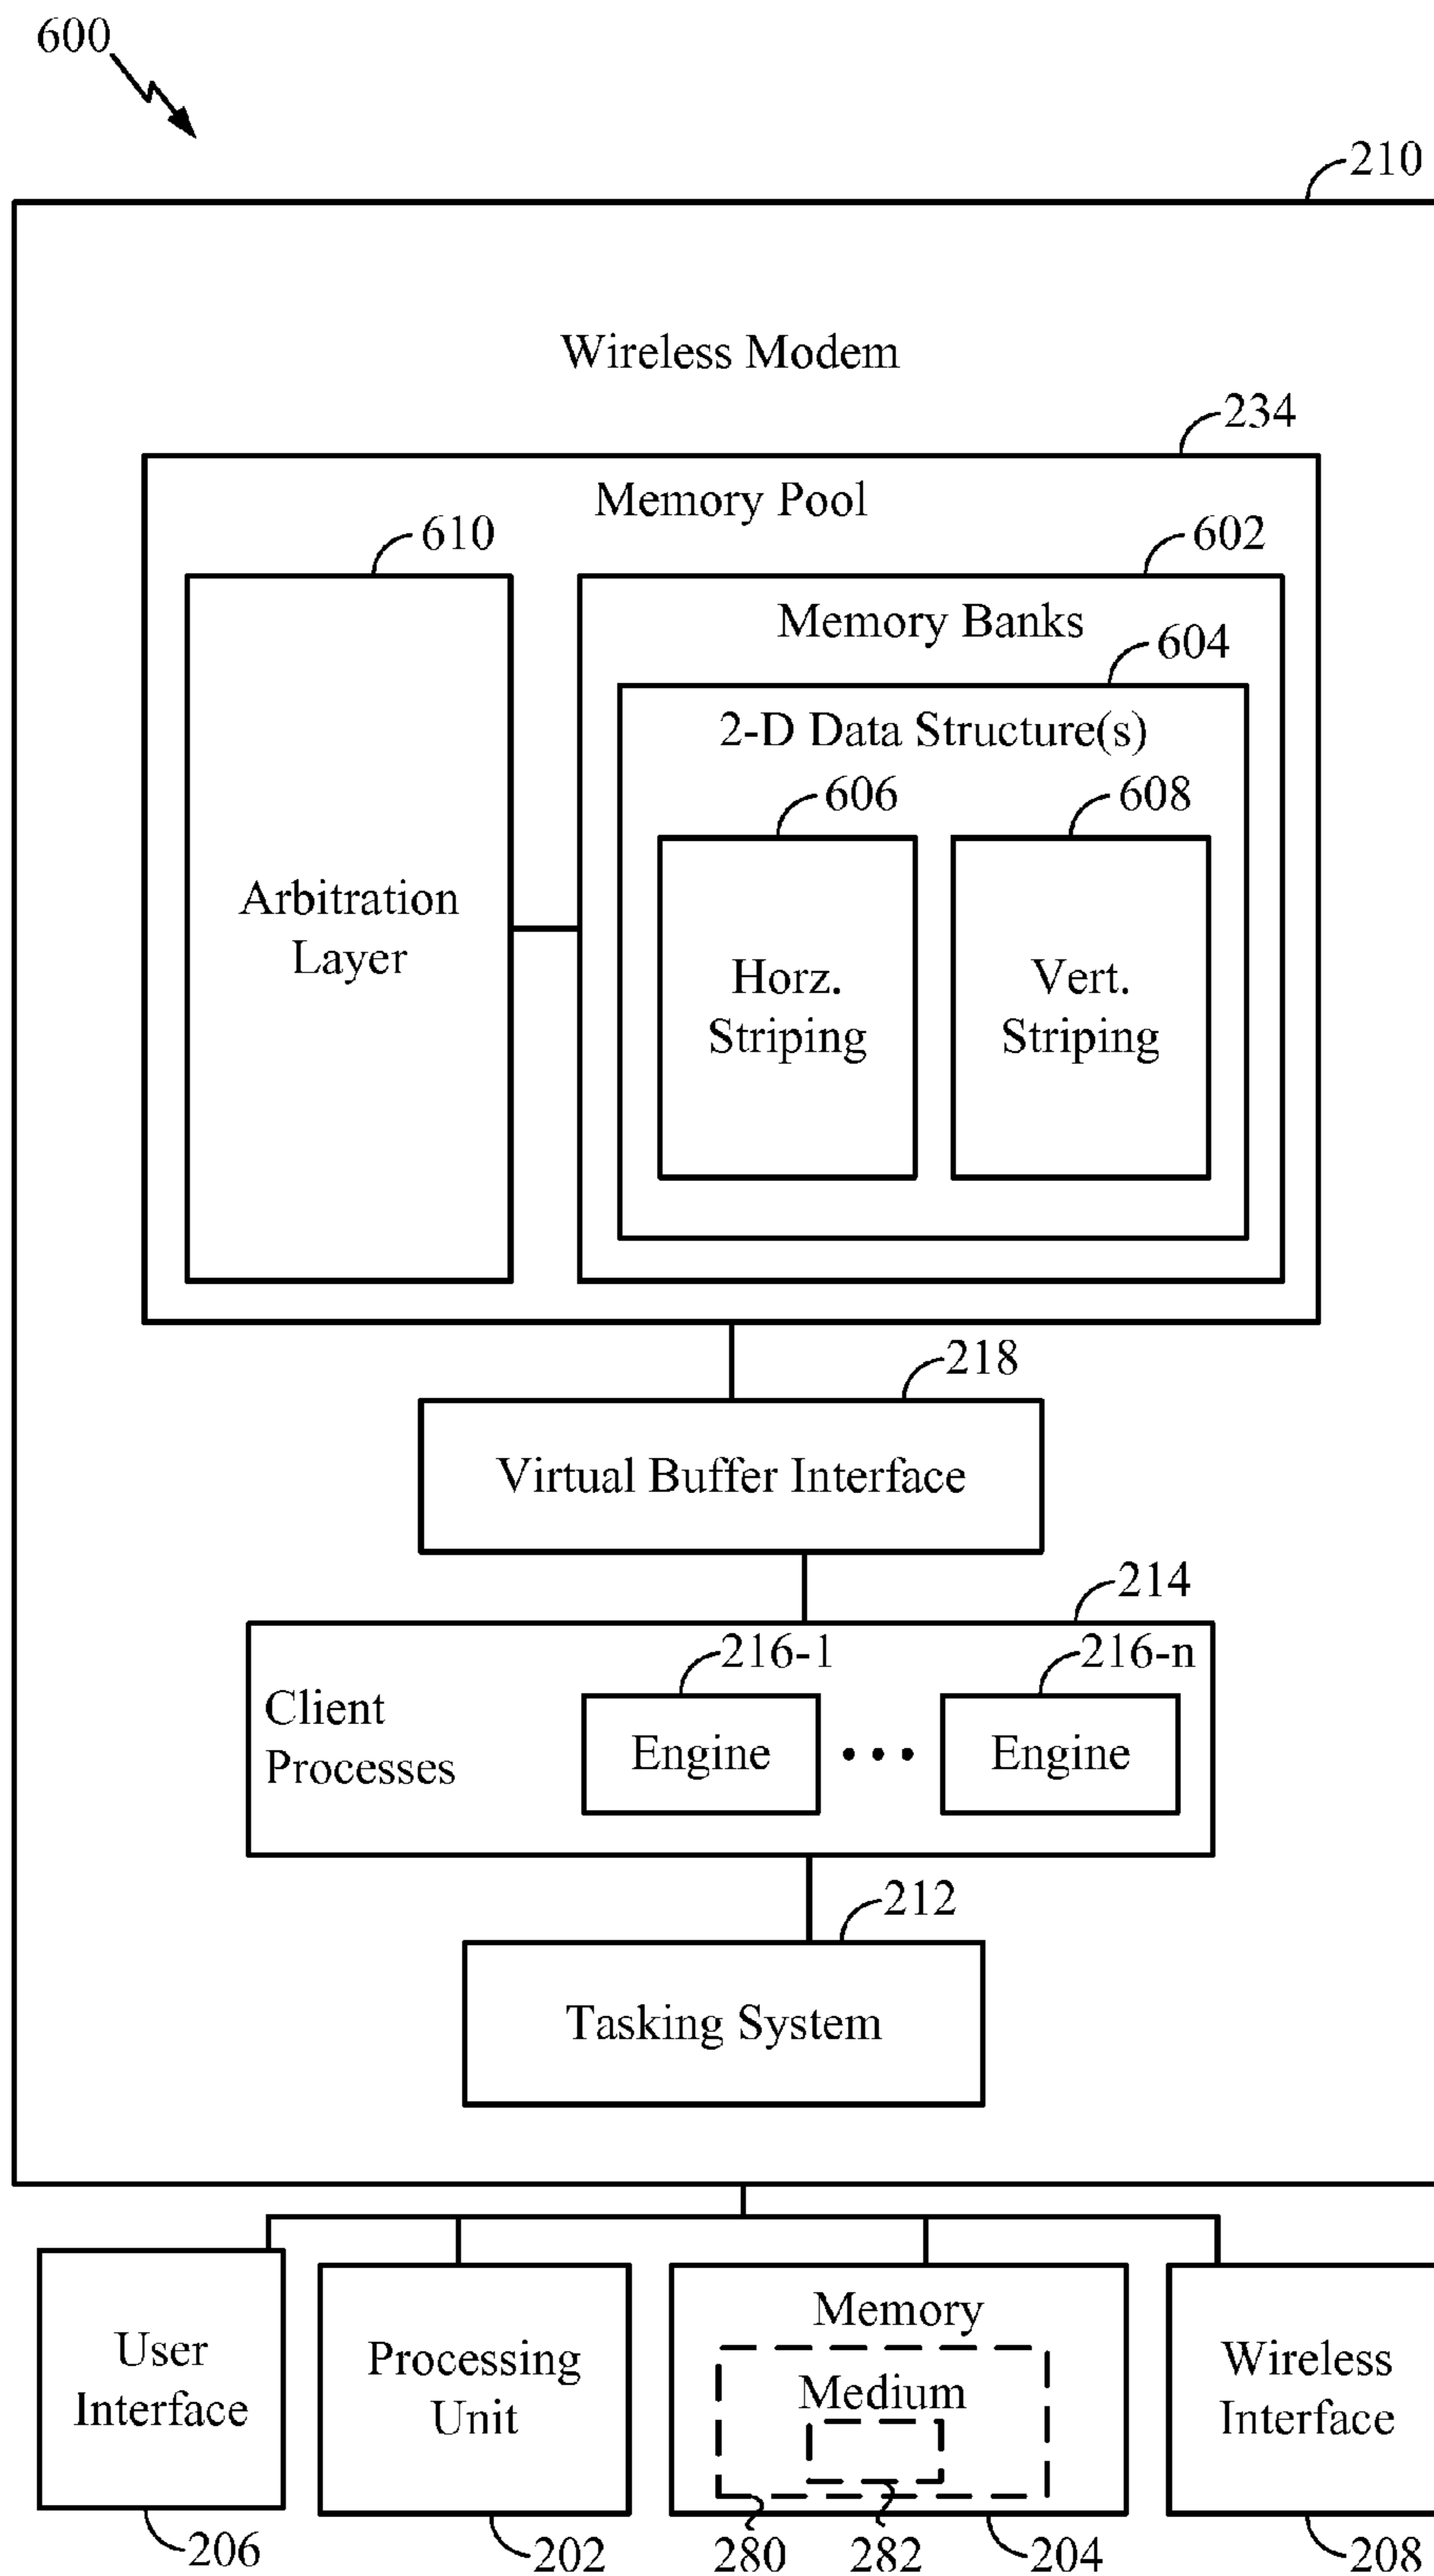 600
210
Wireless Modem
234
Memory Pool
610
602
Memory Banks
604
2-D Data Structure(s)
606
608
Arbitration
Layer
Horz.
Striping
Vert.
Striping
218
Virtual Buffer Interface
214
216-1
216-n
Client
Processes
Engine
Engine
212
Tasking System
User
Interface
Processing
Unit
Memory
Medium
Wireless
Interface
206
202
280
282
204
208